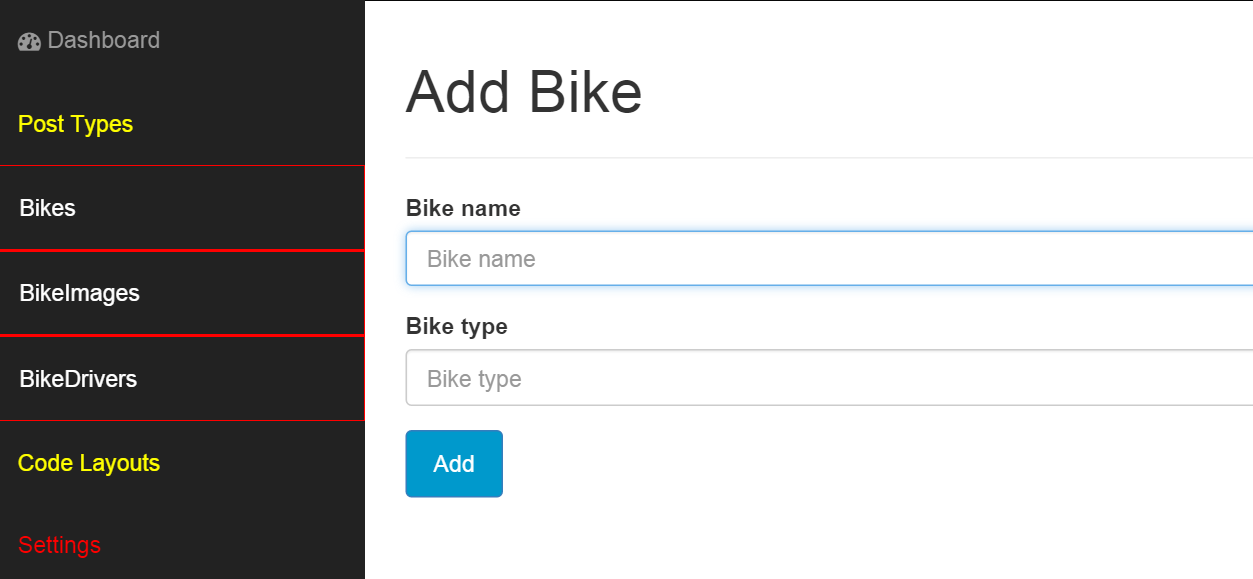 Dashboard
Post Types
Bikes
BikeImages
BikeDrivers
Code Layouts
Settings
Add Bike
Bike name
Bike name
Bike type
Bike type
Add